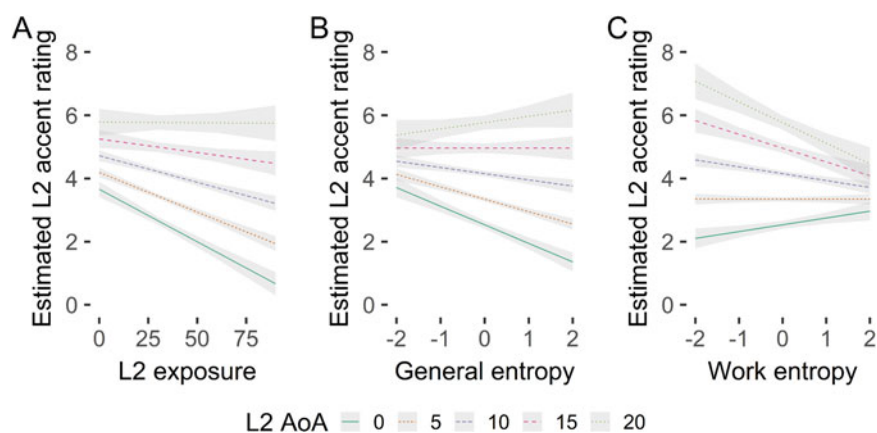 A
Estimated L2 accent rating
8
6
4
2
0
0 25 50 75
L2 exposure
B
Estimated L2 accent rating
8
6
4
2
0
-2 -1 0 1 2
General entropy
C
Estimated L2 accent rating
8
6
4
2
0
-2 -1 0 1 2
Work entropy
L2 AoA 0 5 10 15 20